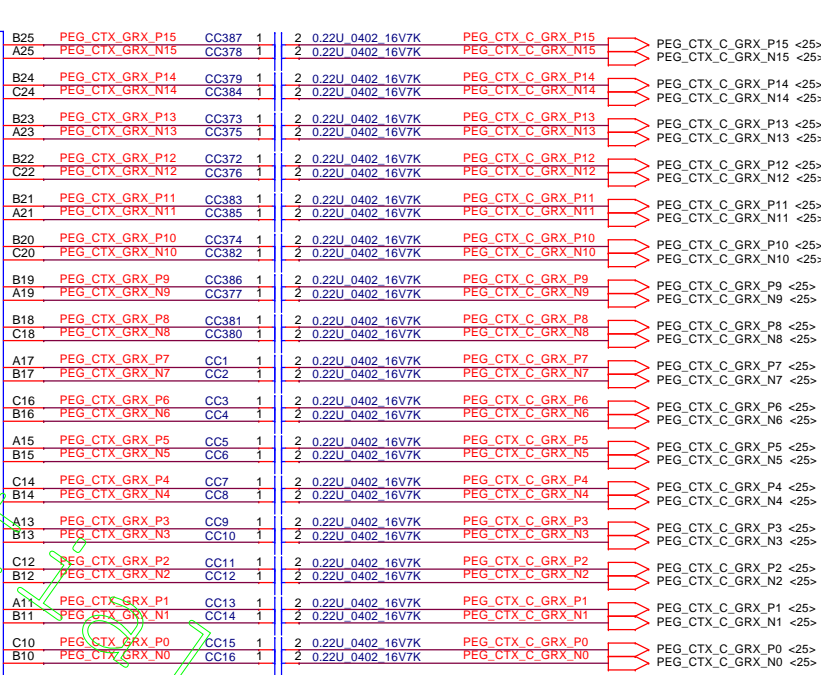 B25 PEG_CTX_GRX_P15 CC387 1 2 0.22U_0402_16V7K PEG_CTX_C_GRX_P15 PEG_CTX_C_GRX_P15 <25>
A25 PEG_CTX_GRX_N15 CC378 1 2 0.22U_0402_16V7K PEG_CTX_C_GRX_N15 PEG_CTX_C_GRX_N15 <25>
B24 PEG_CTX_GRX_P14 CC379 1 2 0.22U_0402_16V7K PEG_CTX_C_GRX_P14 PEG_CTX_C_GRX_P14 <25>
C24 PEG_CTX_GRX_N14 CC384 1 2 0.22U_0402_16V7K PEG_CTX_C_GRX_N14 PEG_CTX_C_GRX_N14 <25>
B23 PEG_CTX_GRX_P13 CC373 1 2 0.22U_0402_16V7K PEG_CTX_C_GRX_P13 PEG_CTX_C_GRX_P13 <25>
A23 PEG_CTX_GRX_N13 CC375 1 2 0.22U_0402_16V7K PEG_CTX_C_GRX_N13 PEG_CTX_C_GRX_N13 <25>
B22 PEG_CTX_GRX_P12 CC372 1 2 0.22U_0402_16V7K PEG_CTX_C_GRX_P12 PEG_CTX_C_GRX_P12 <25>
C22 PEG_CTX_GRX_N12 CC376 1 2 0.22U_0402_16V7K PEG_CTX_C_GRX_N12 PEG_CTX_C_GRX_N12 <25>
B21 PEG_CTX_GRX_P11 CC383 1 2 0.22U_0402_16V7K PEG_CTX_C_GRX_P11 PEG_CTX_C_GRX_P11 <25>
A21 PEG_CTX_GRX_N11 CC385 1 2 0.22U_0402_16V7K PEG_CTX_C_GRX_N11 PEG_CTX_C_GRX_N11 <25>
B20 PEG_CTX_GRX_P10 CC374 1 2 0.22U_0402_16V7K PEG_CTX_C_GRX_P10 PEG_CTX_C_GRX_P10 <25>
C20 PEG_CTX_GRX_N10 CC382 1 2 0.22U_0402_16V7K PEG_CTX_C_GRX_N10 PEG_CTX_C_GRX_N10 <25>
B19 PEG_CTX_GRX_P9 CC386 1 2 0.22U_0402_16V7K PEG_CTX_C_GRX_P9 PEG_CTX_C_GRX_P9 <25>
A19 PEG_CTX_GRX_N9 CC377 1 2 0.22U_0402_16V7K PEG_CTX_C_GRX_N9 PEG_CTX_C_GRX_N9 <25>
B18 PEG_CTX_GRX_P8 CC381 1 2 0.22U_0402_16V7K PEG_CTX_C_GRX_P8 PEG_CTX_C_GRX_P8 <25>
C18 PEG_CTX_GRX_N8 CC380 1 2 0.22U_0402_16V7K PEG_CTX_C_GRX_N8 PEG_CTX_C_GRX_N8 <25>
A17 PEG_CTX_GRX_P7 CC1 1 2 0.22U_0402_16V7K PEG_CTX_C_GRX_P7 PEG_CTX_C_GRX_P7 <25>
B17 PEG_CTX_GRX_N7 CC2 1 2 0.22U_0402_16V7K PEG_CTX_C_GRX_N7 PEG_CTX_C_GRX_N7 <25>
C16 PEG_CTX_GRX_P6 CC3 1 2 0.22U_0402_16V7K PEG_CTX_C_GRX_P6 PEG_CTX_C_GRX_P6 <25>
B16 PEG_CTX_GRX_N6 CC4 1 2 0.22U_0402_16V7K PEG_CTX_C_GRX_N6 PEG_CTX_C_GRX_N6 <25>
A15 PEG_CTX_GRX_P5 CC5 1 2 0.22U_0402_16V7K PEG_CTX_C_GRX_P5 PEG_CTX_C_GRX_P5 <25>
B15 PEG_CTX_GRX_N5 CC6 1 2 0.22U_0402_16V7K PEG_CTX_C_GRX_N5 PEG_CTX_C_GRX_N5 <25>
C14 PEG_CTX_GRX_P4 CC7 1 2 0.22U_0402_16V7K PEG_CTX_C_GRX_P4 PEG_CTX_C_GRX_P4 <25>
B14 PEG_CTX_GRX_N4 CC8 1 2 0.22U_0402_16V7K PEG_CTX_C_GRX_N4 PEG_CTX_C_GRX_N4 <25>
A13 PEG_CTX_GRX_P3 CC9 1 2 0.22U_0402_16V7K PEG_CTX_C_GRX_P3 PEG_CTX_C_GRX_P3 <25>
B13 PEG_CTX_GRX_N3 CC10 1 2 0.22U_0402_16V7K PEG_CTX_C_GRX_N3 PEG_CTX_C_GRX_N3 <25>
C12 PEG_CTX_GRX_P2 CC11 1 2 0.22U_0402_16V7K PEG_CTX_C_GRX_P2 PEG_CTX_C_GRX_P2 <25>
B12 PEG_CTX_GRX_N2 CC12 1 2 0.22U_0402_16V7K PEG_CTX_C_GRX_N2 PEG_CTX_C_GRX_N2 <25>
A11 PEG_CTX_GRX_P1 CC13 1 2 0.22U_0402_16V7K PEG_CTX_C_GRX_P1 PEG_CTX_C_GRX_P1 <25>
B11 PEG_CTX_GRX_N1 CC14 1 2 0.22U_0402_16V7K PEG_CTX_C_GRX_N1 PEG_CTX_C_GRX_N1 <25>
C10 PEG_CTX_GRX_P0 CC15 1 2 0.22U_0402_16V7K PEG_CTX_C_GRX_P0 PEG_CTX_C_GRX_P0 <25>
B10 PEG_CTX_GRX_N0 CC16 1 2 0.22U_0402_16V7K PEG_CTX_C_GRX_N0 PEG_CTX_C_GRX_N0 <25>